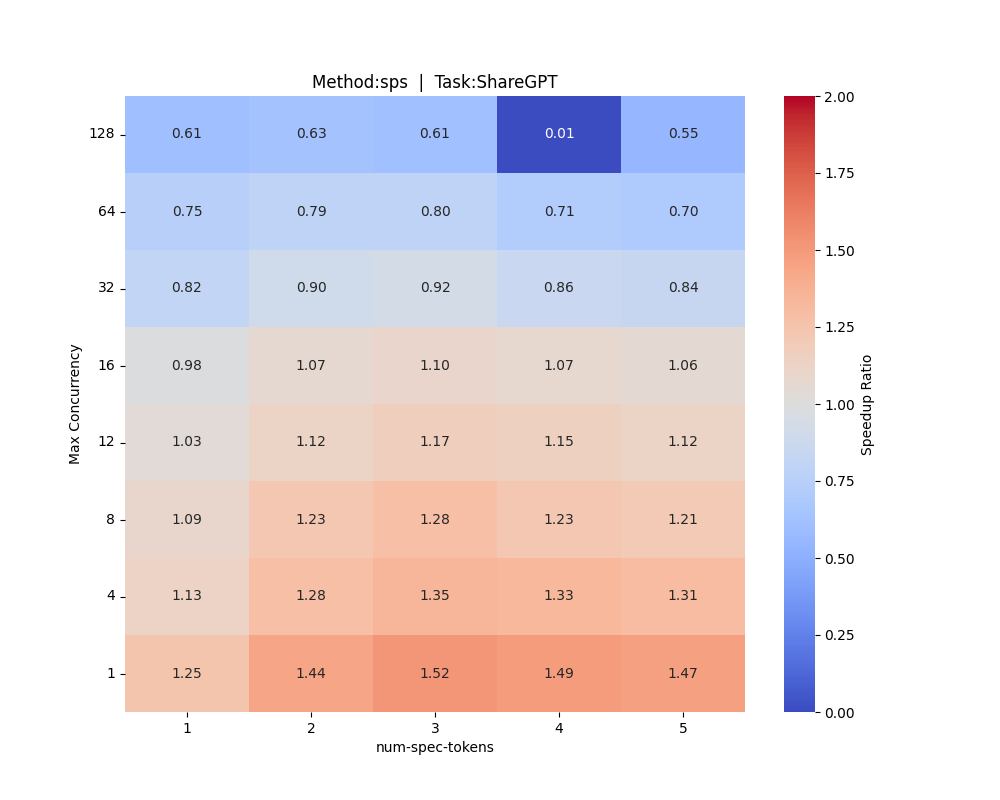 Method:sps | Task:ShareGPT
128 0.61 0.63 0.61 0.01 0.55
64 0.75 0.79 0.80 0.71 0.70
32 0.82 0.90 0.92 0.86 0.84
16 0.98 1.07 1.10 1.07 1.06
12 1.03 1.12 1.17 1.15 1.12
8 1.09 1.23 1.28 1.23 1.21
4 1.13 1.28 1.35 1.33 1.31
1 1.25 1.44 1.52 1.49 1.47
1 2 3 4 5
num-spec-tokens
Max Concurrency
2.00
1.75
1.50
1.25
1.00
0.75
0.50
0.25
0.00
Speedup Ratio